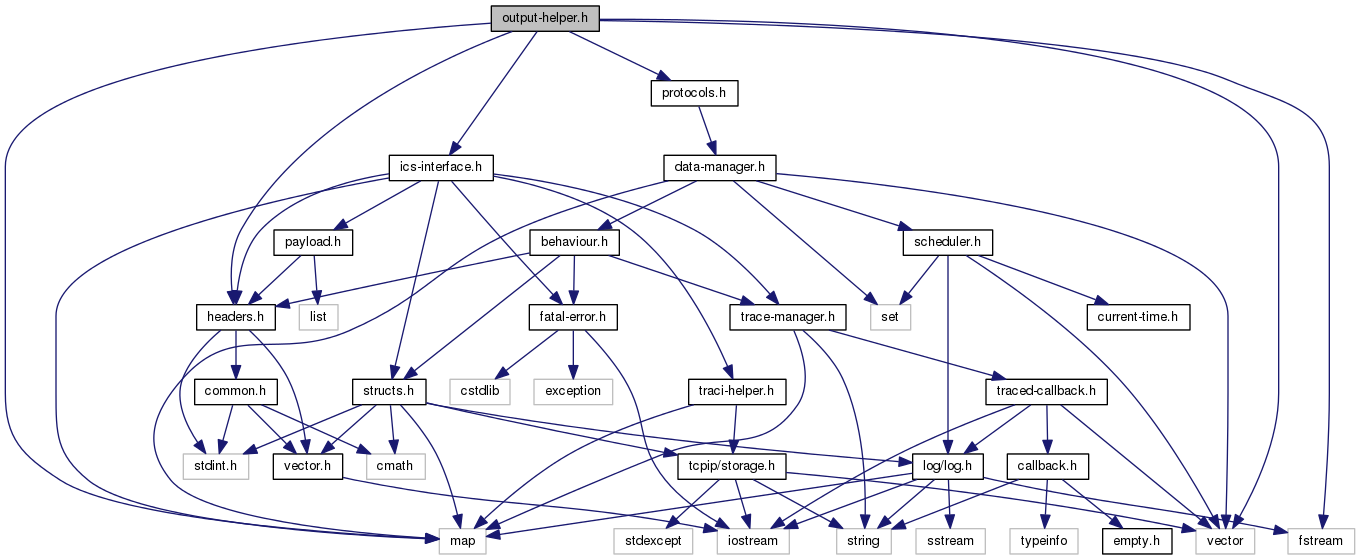 output-helper.h
protocols.h
ics-interface.h
data-manager.h
payload.h
behaviour.h
scheduler.h
headers.h
list
fatal-error.h
trace-manager.h
set
current-time.h
common.h
structs.h
cstdlib
exception
traci-helper.h
traced-callback.h
stdint.h
vector.h
cmath
tcpip/storage.h
log/log.h
callback.h
map
stdexcept
iostream
string
sstream
typeinfo
empty.h
vector
fstream